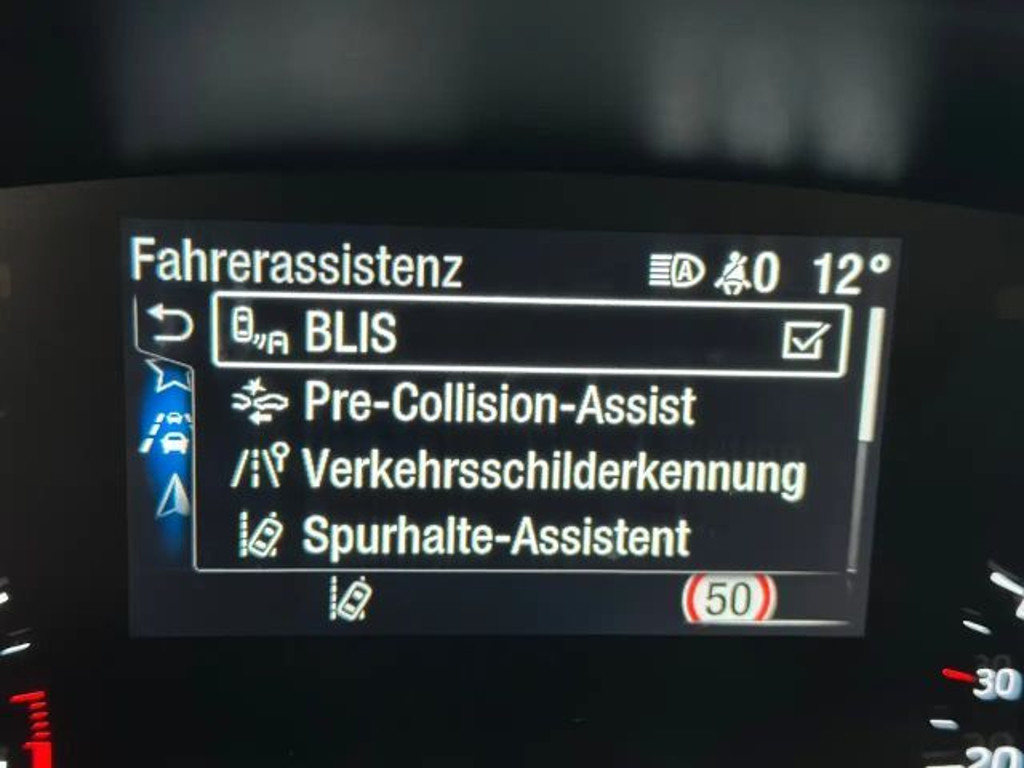 Fahrerassistenz A 0 12°
BLIS
Pre-Collision-Assist
Verkehrsschilderkennung
Spurhalte-Assistent
50
30
20